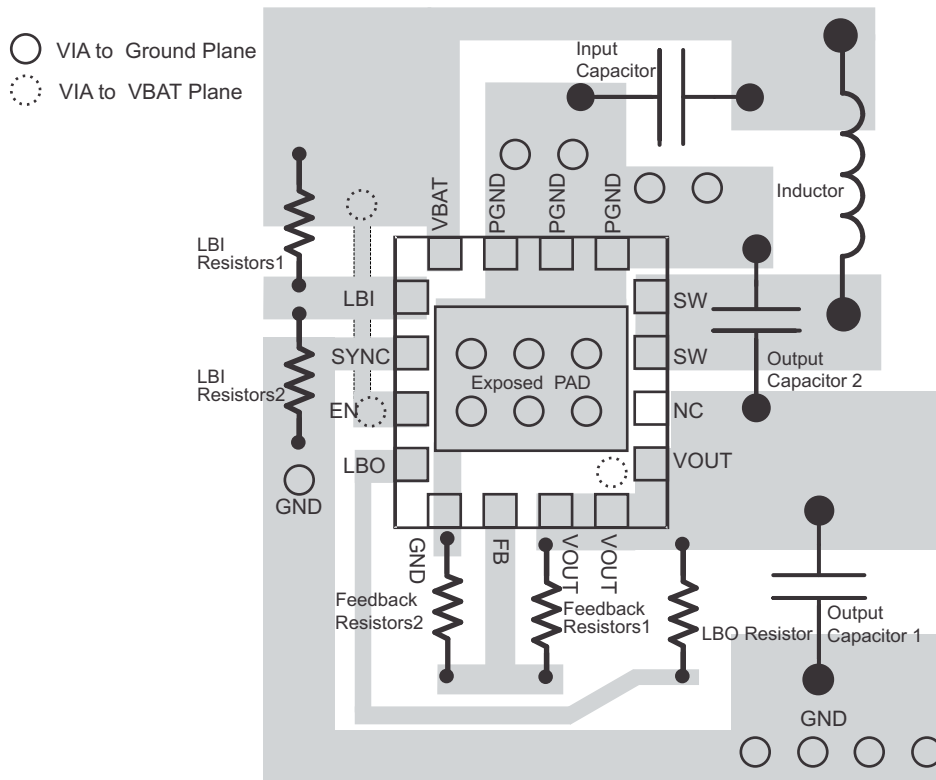 VIA to Ground Plane
VIA to VBAT Plane
Input
Capacitor
Inductor
VBAT
PGND
PGND
PGND
LBI
Resistors1
LBI
SW
SYNC
SW
LBI
Resistors2
Exposed PAD
Output
Capacitor 2
EN
NC
LBO
VOUT
GND
GND
FB
VOUT
VOUT
Feedback
Resistors2
Feedback
Resistors1
LBO Resistor
Output
Capacitor 1
GND